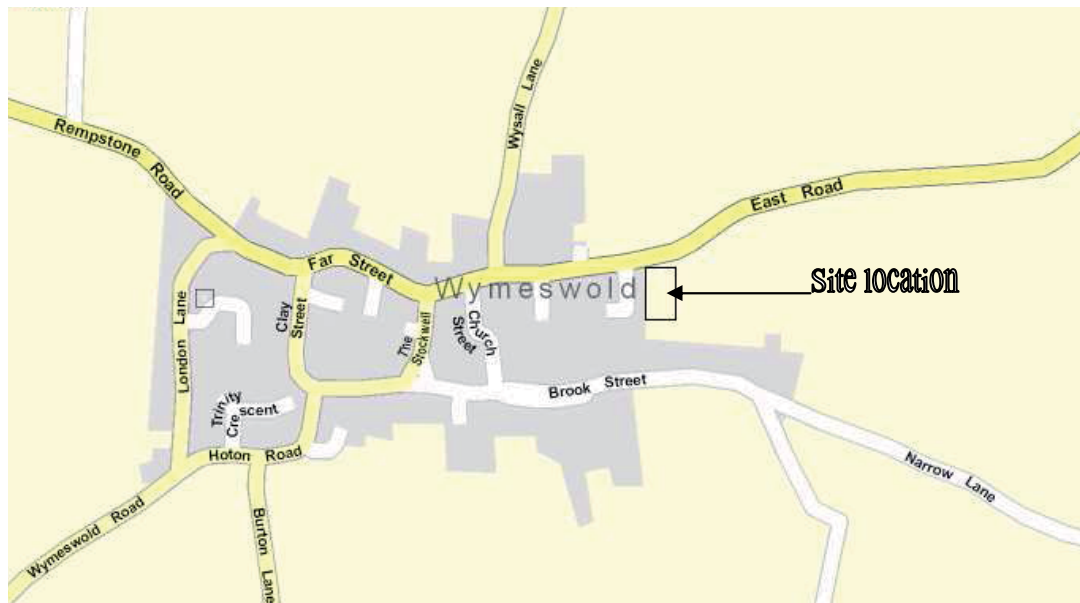 Wysall Lane
Rempstone Road
East Road
Far Street
Wymeswold
Site location
London Lane
Clay Street
The Stockwell
Church Street
Brook Street
Trinity Crescent
Hoton Road
Narrow Lane
Wymeswold Road
Burton Lane